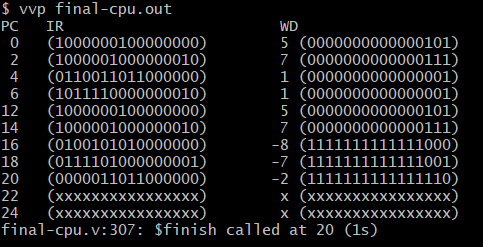 $ vvp final-cpu.out
PC IR WD
0 (1000000100000000) 5 (0000000000000101)
2 (1000001000000010) 7 (0000000000000111)
4 (0110011011000000) 1 (0000000000000001)
6 (1011110000000010) 1 (0000000000000001)
12 (1000000100000000) 5 (0000000000000101)
14 (1000001000000010) 7 (0000000000000111)
16 (0100101010000000) -8 (1111111111111000)
18 (0111101000000001) -7 (1111111111111001)
20 (0000011011000000) -2 (1111111111111110)
22 (xxxxxxxxxxxxxxxx) x (xxxxxxxxxxxxxxxx)
24 (xxxxxxxxxxxxxxxx) x (xxxxxxxxxxxxxxxx)
final-cpu.v:307: $finish called at 20 (1s)